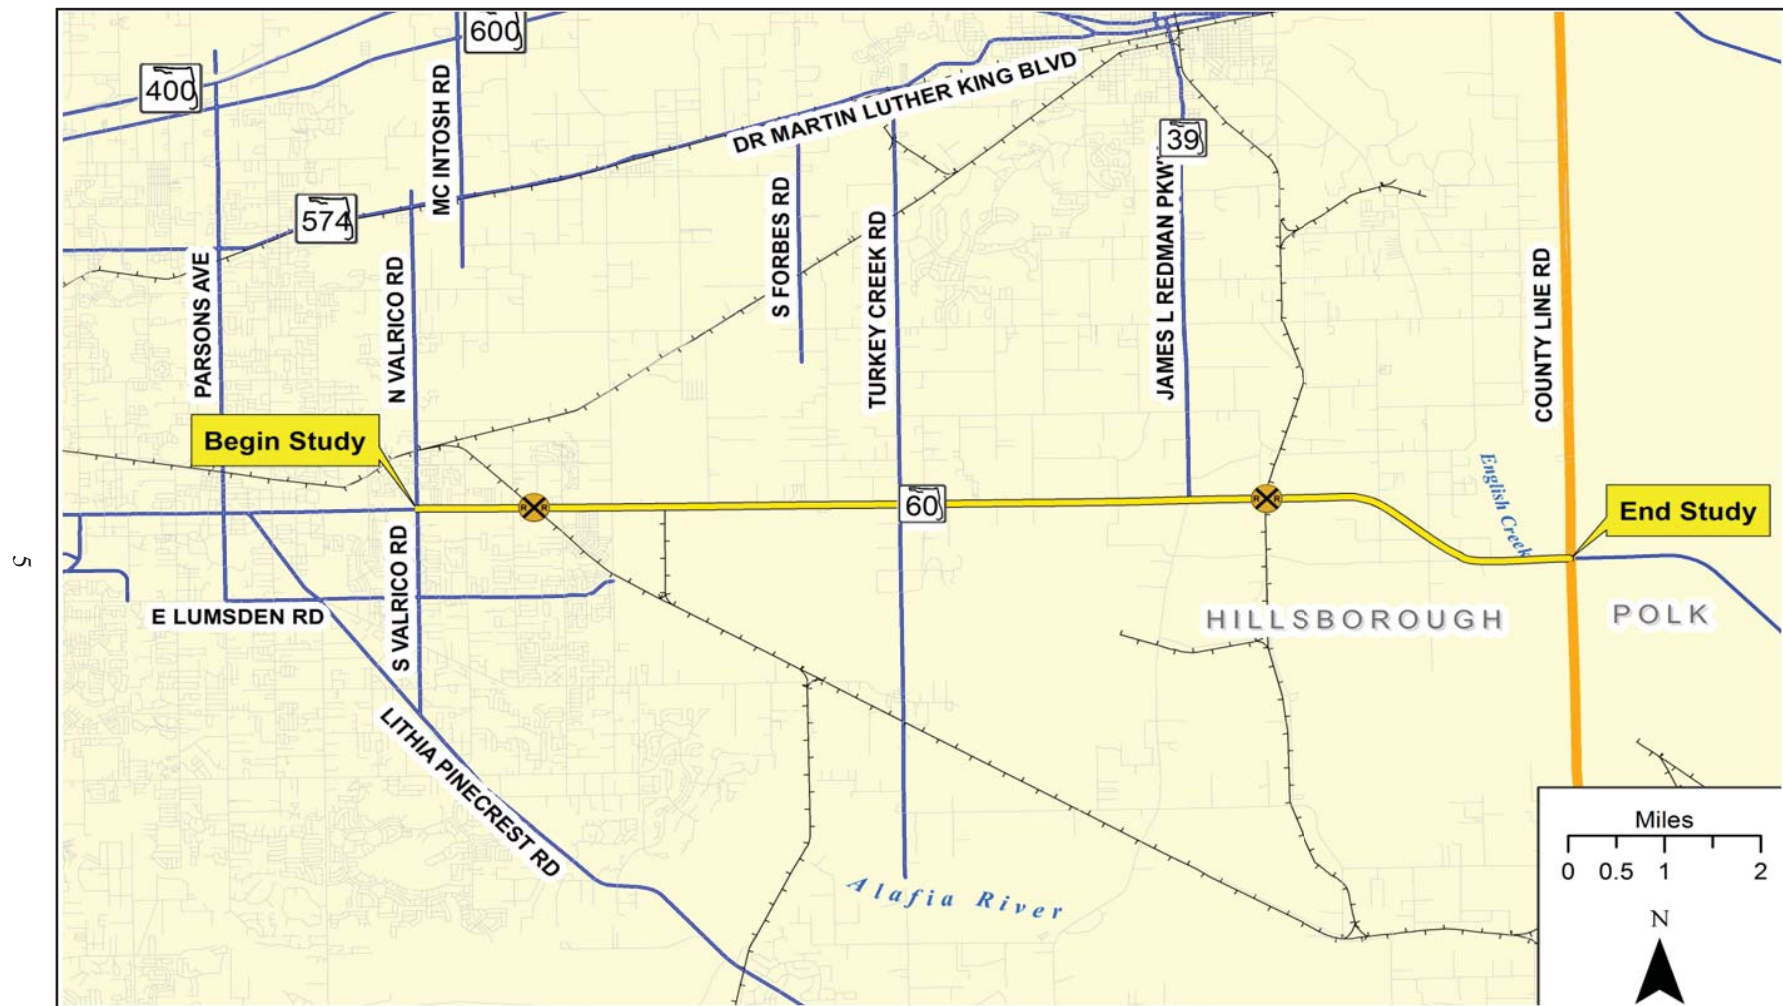 600
400
MC INTOSH RD
DR MARTIN LUTHER KING BLVD
39
574
S FORBES RD
TURKEY CREEK RD
JAMES L REDMAN PKW
PARSONS AVE
N VALRICO RD
COUNTY LINE RD
Begin Study
English Creek
R R
60
R R
End Study
S VALRICO RD
E LUMSDEN RD
HILLSBOROUGH
POLK
LITHIA PINECREST RD
Alafia River
Miles
0 0.5 1 2
N
5